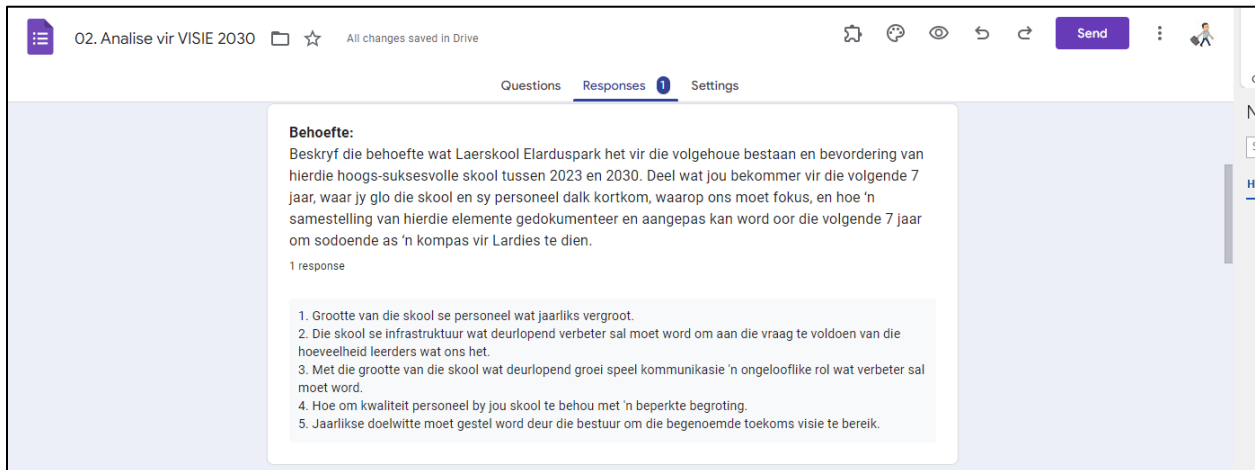 02. Analise vir VISIE 2030
All changes saved in Drive
Send
Questions
Responses 1
Settings
Behoefte:
Beskryf die behoefte wat Laerskool Elarduspark het vir die volgehoue bestaan en bevordering van
hierdie hoogs-suksesvolle skool tussen 2023 en 2030. Deel wat jou bekommer vir die volgende 7
jaar, waar jy glo die skool en sy personeel dalk kortkom, waarop ons moet fokus, en hoe ‘n
samestelling van hierdie elemente gedokumenteer en aangepas kan word oor die volgende 7 jaar
om sodoende as ‘n kompas vir Lardies te dien.
1 response
1. Grootte van die skool se personeel wat jaarliks vergroot.
2. Die skool se infrastruktuur wat deurlopend verbeter sal moet word om aan die vraag te voldoen van die
hoeveelheid leerders wat ons het.
3. Met die grootte van die skool wat deurlopend groei speel kommunikasie 'n ongelooflike rol wat verbeter sal
moet word.
4. Hoe om kwaliteit personeel by jou skool te behou met 'n beperkte begroting.
5. Jaarlikse doelwitte moet gestel word deur die bestuur om die begenoemde toekoms visie te bereik.